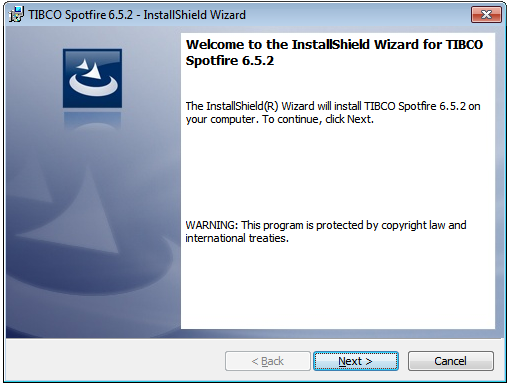 TIBCO Spotfire 6.5.2 - InstallShield Wizard
Welcome to the InstallShield Wizard for TIBCO
Spotfire 6.5.2
The InstallShield(R) Wizard will install TIBCO Spotfire 6.5.2 on
your computer. To continue, click Next.
WARNING: This program is protected by copyright law and
international treaties.
< Back Next > Cancel